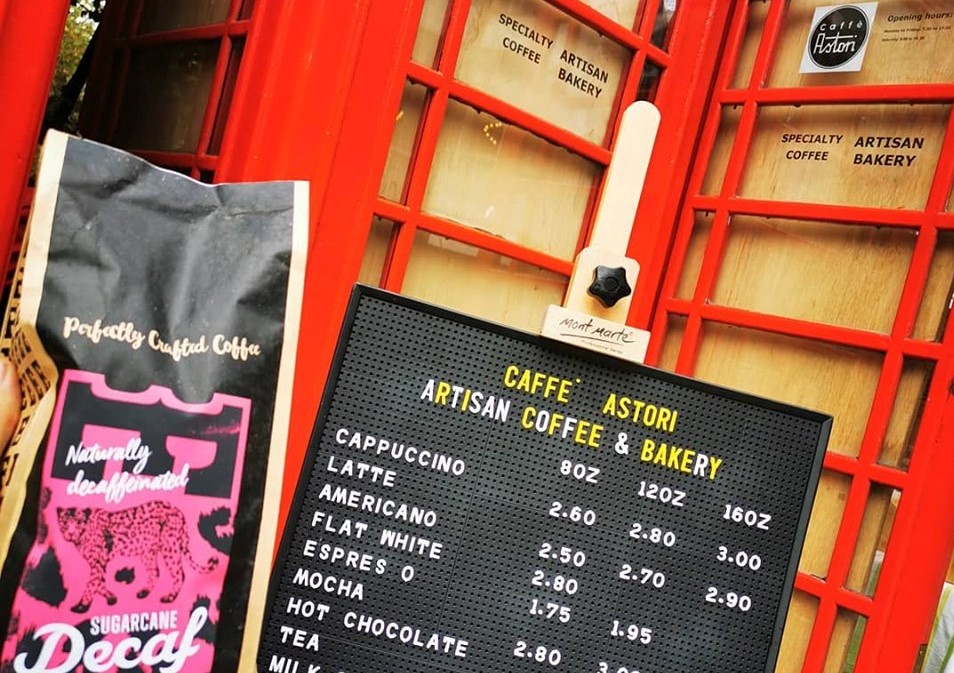 SPECIALTY COFFEE
ARTISAN BAKERY
caffè
Astori
Opening hours:
SPECIALTY COFFEE
ARTISAN BAKERY
Perfectly Crafted Coffee
Naturally
decaffeinated
SUGARCANE
Decaf
Mont Marte
CAFFE` ASTORI
ARTISAN COFFEE & BAKERY
8OZ 12OZ 16OZ
CAPPUCCINO
LATTE 2.60 2.80 3.00
AMERICANO 2.50 2.70 2.90
FLAT WHITE 2.80
ESPRES O 1.75 1.95
MOCHA
HOT CHOCOLATE 2.80
TEA
MILK